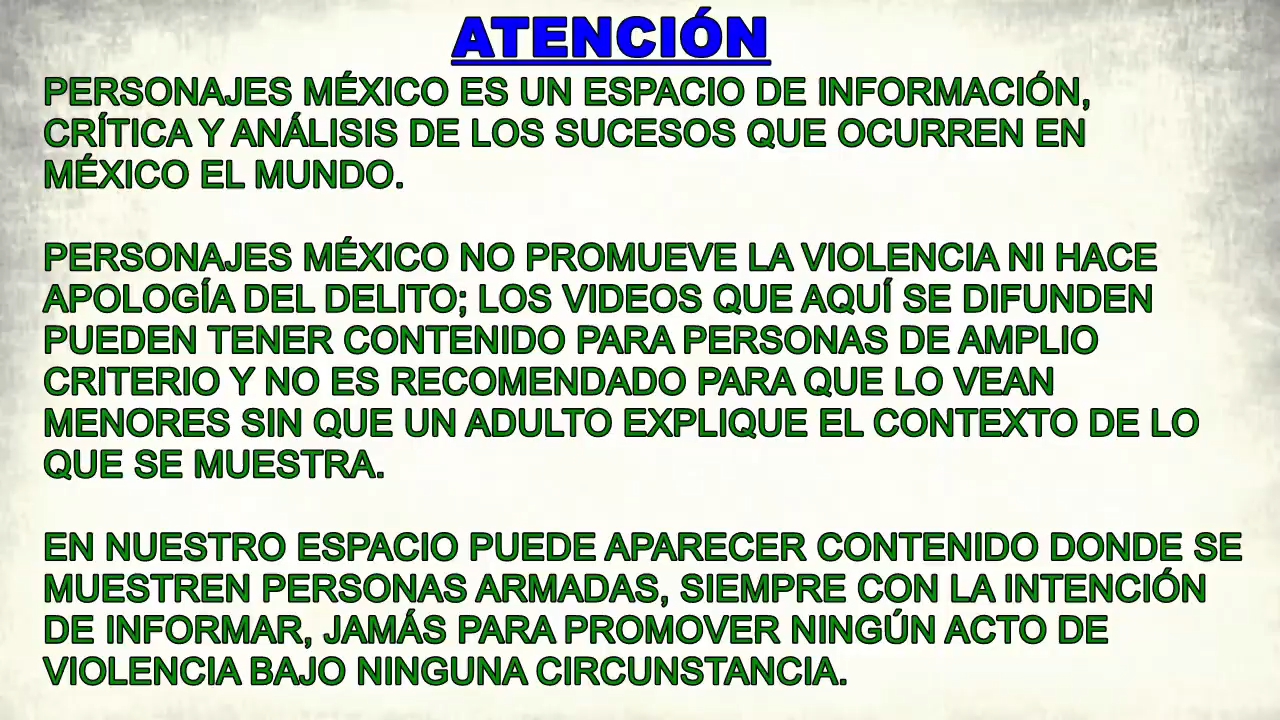 ATENCIÓN
PERSONAJES MÉXICO ES UN ESPACIO DE INFORMACIÓN,
CRÍTICA Y ANÁLISIS DE LOS SUCESOS QUE OCURREN EN
MÉXICO EL MUNDO.
PERSONAJES MÉXICO NO PROMUEVE LA VIOLENCIA NI HACE
APOLOGÍA DEL DELITO; LOS VIDEOS QUE AQUÍ SE DIFUNDEN
PUEDEN TENER CONTENIDO PARA PERSONAS DE AMPLIO
CRITERIO Y NO ES RECOMENDADO PARA QUE LO VEAN
MENORES SIN QUE UN ADULTO EXPLIQUE EL CONTEXTO DE LO
QUE SE MUESTRA.
EN NUESTRO ESPACIO PUEDE APARECER CONTENIDO DONDE SE
MUESTREN PERSONAS ARMADAS, SIEMPRE CON LA INTENCIÓN
DE INFORMAR, JAMÁS PARA PROMOVER NINGÚN ACTO DE
VIOLENCIA BAJO NINGUNA CIRCUNSTANCIA.